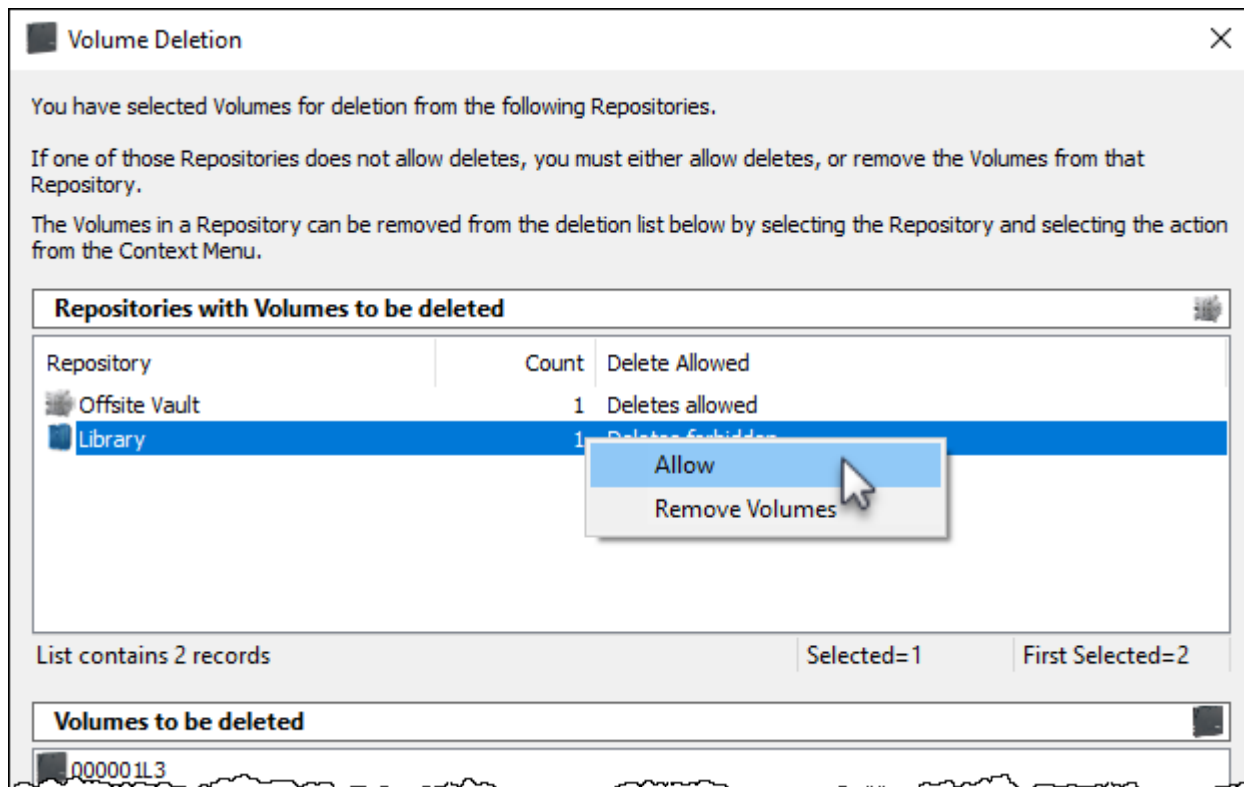 Volume Deletion
You have selected Volumes for deletion from the following Repositories.
If one of those Repositories does not allow deletes, you must either allow deletes, or remove the Volumes from that
Repository.
The Volumes in a Repository can be removed from the deletion list below by selecting the Repository and selecting the action
from the Context Menu.
Repositories with Volumes to be deleted
Repository Count Delete Allowed
Offsite Vault 1 Deletes allowed
Library 1 Deletes forbidden
Allow
Remove Volumes
List contains 2 records Selected=1 First Selected=2
Volumes to be deleted
000001L3